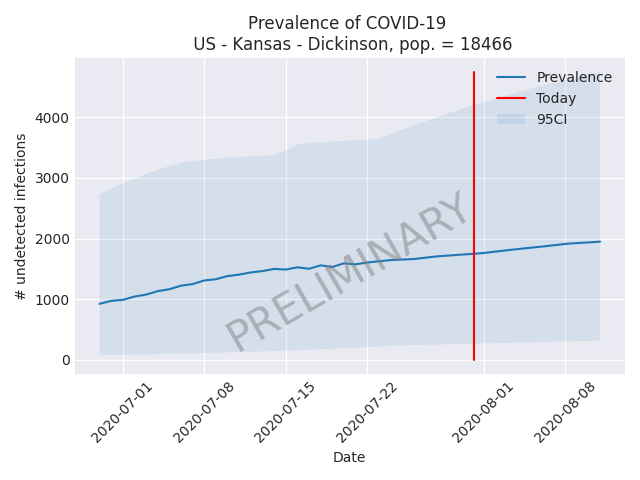 Prevalence of COVID-19
US - Kansas - Dickinson, pop. = 18466
Prevalence
Today
95CI
4000
3000
2000
1000
0
# undetected infections
PRELIMINARY
2020-07-01
2020-07-08
2020-07-15
2020-07-22
2020-08-01
2020-08-08
Date